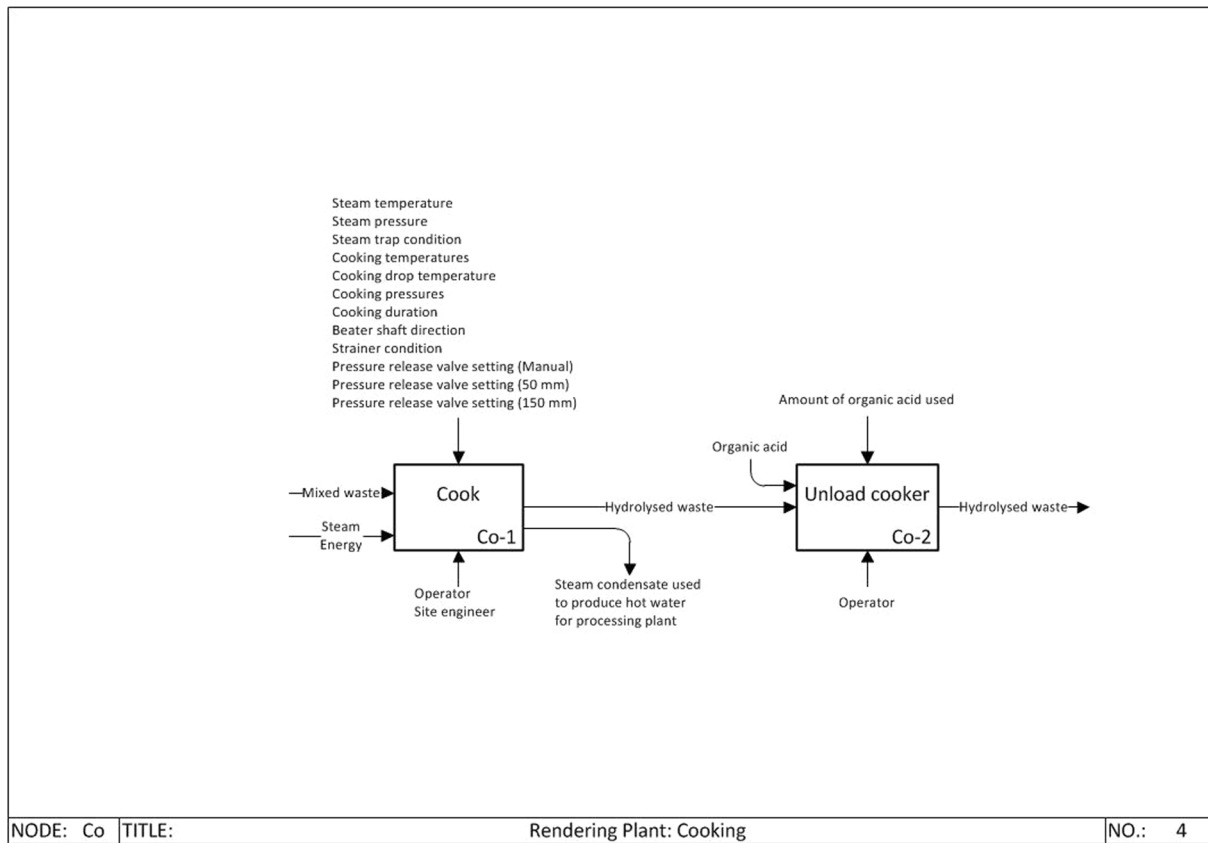 Steam temperature
Steam pressure
Steam trap condition
Cooking temperatures
Cooking drop temperature
Cooking pressures
Cooking duration
Beater shaft direction
Strainer condition
Pressure release valve setting (Manual)
Pressure release valve setting (50 mm)
Pressure release valve setting (150 mm)
Amount of organic acid used
Organic acid
Mixed waste
Cook
Unload cooker
Hydrolysed waste
Hydrolysed waste
Steam
Energy
Co-1
Co-2
Operator
Site engineer
Steam condensate used
to produce hot water
for processing plant
Operator
NODE: Co TITLE: Rendering Plant: Cooking NO.: 4